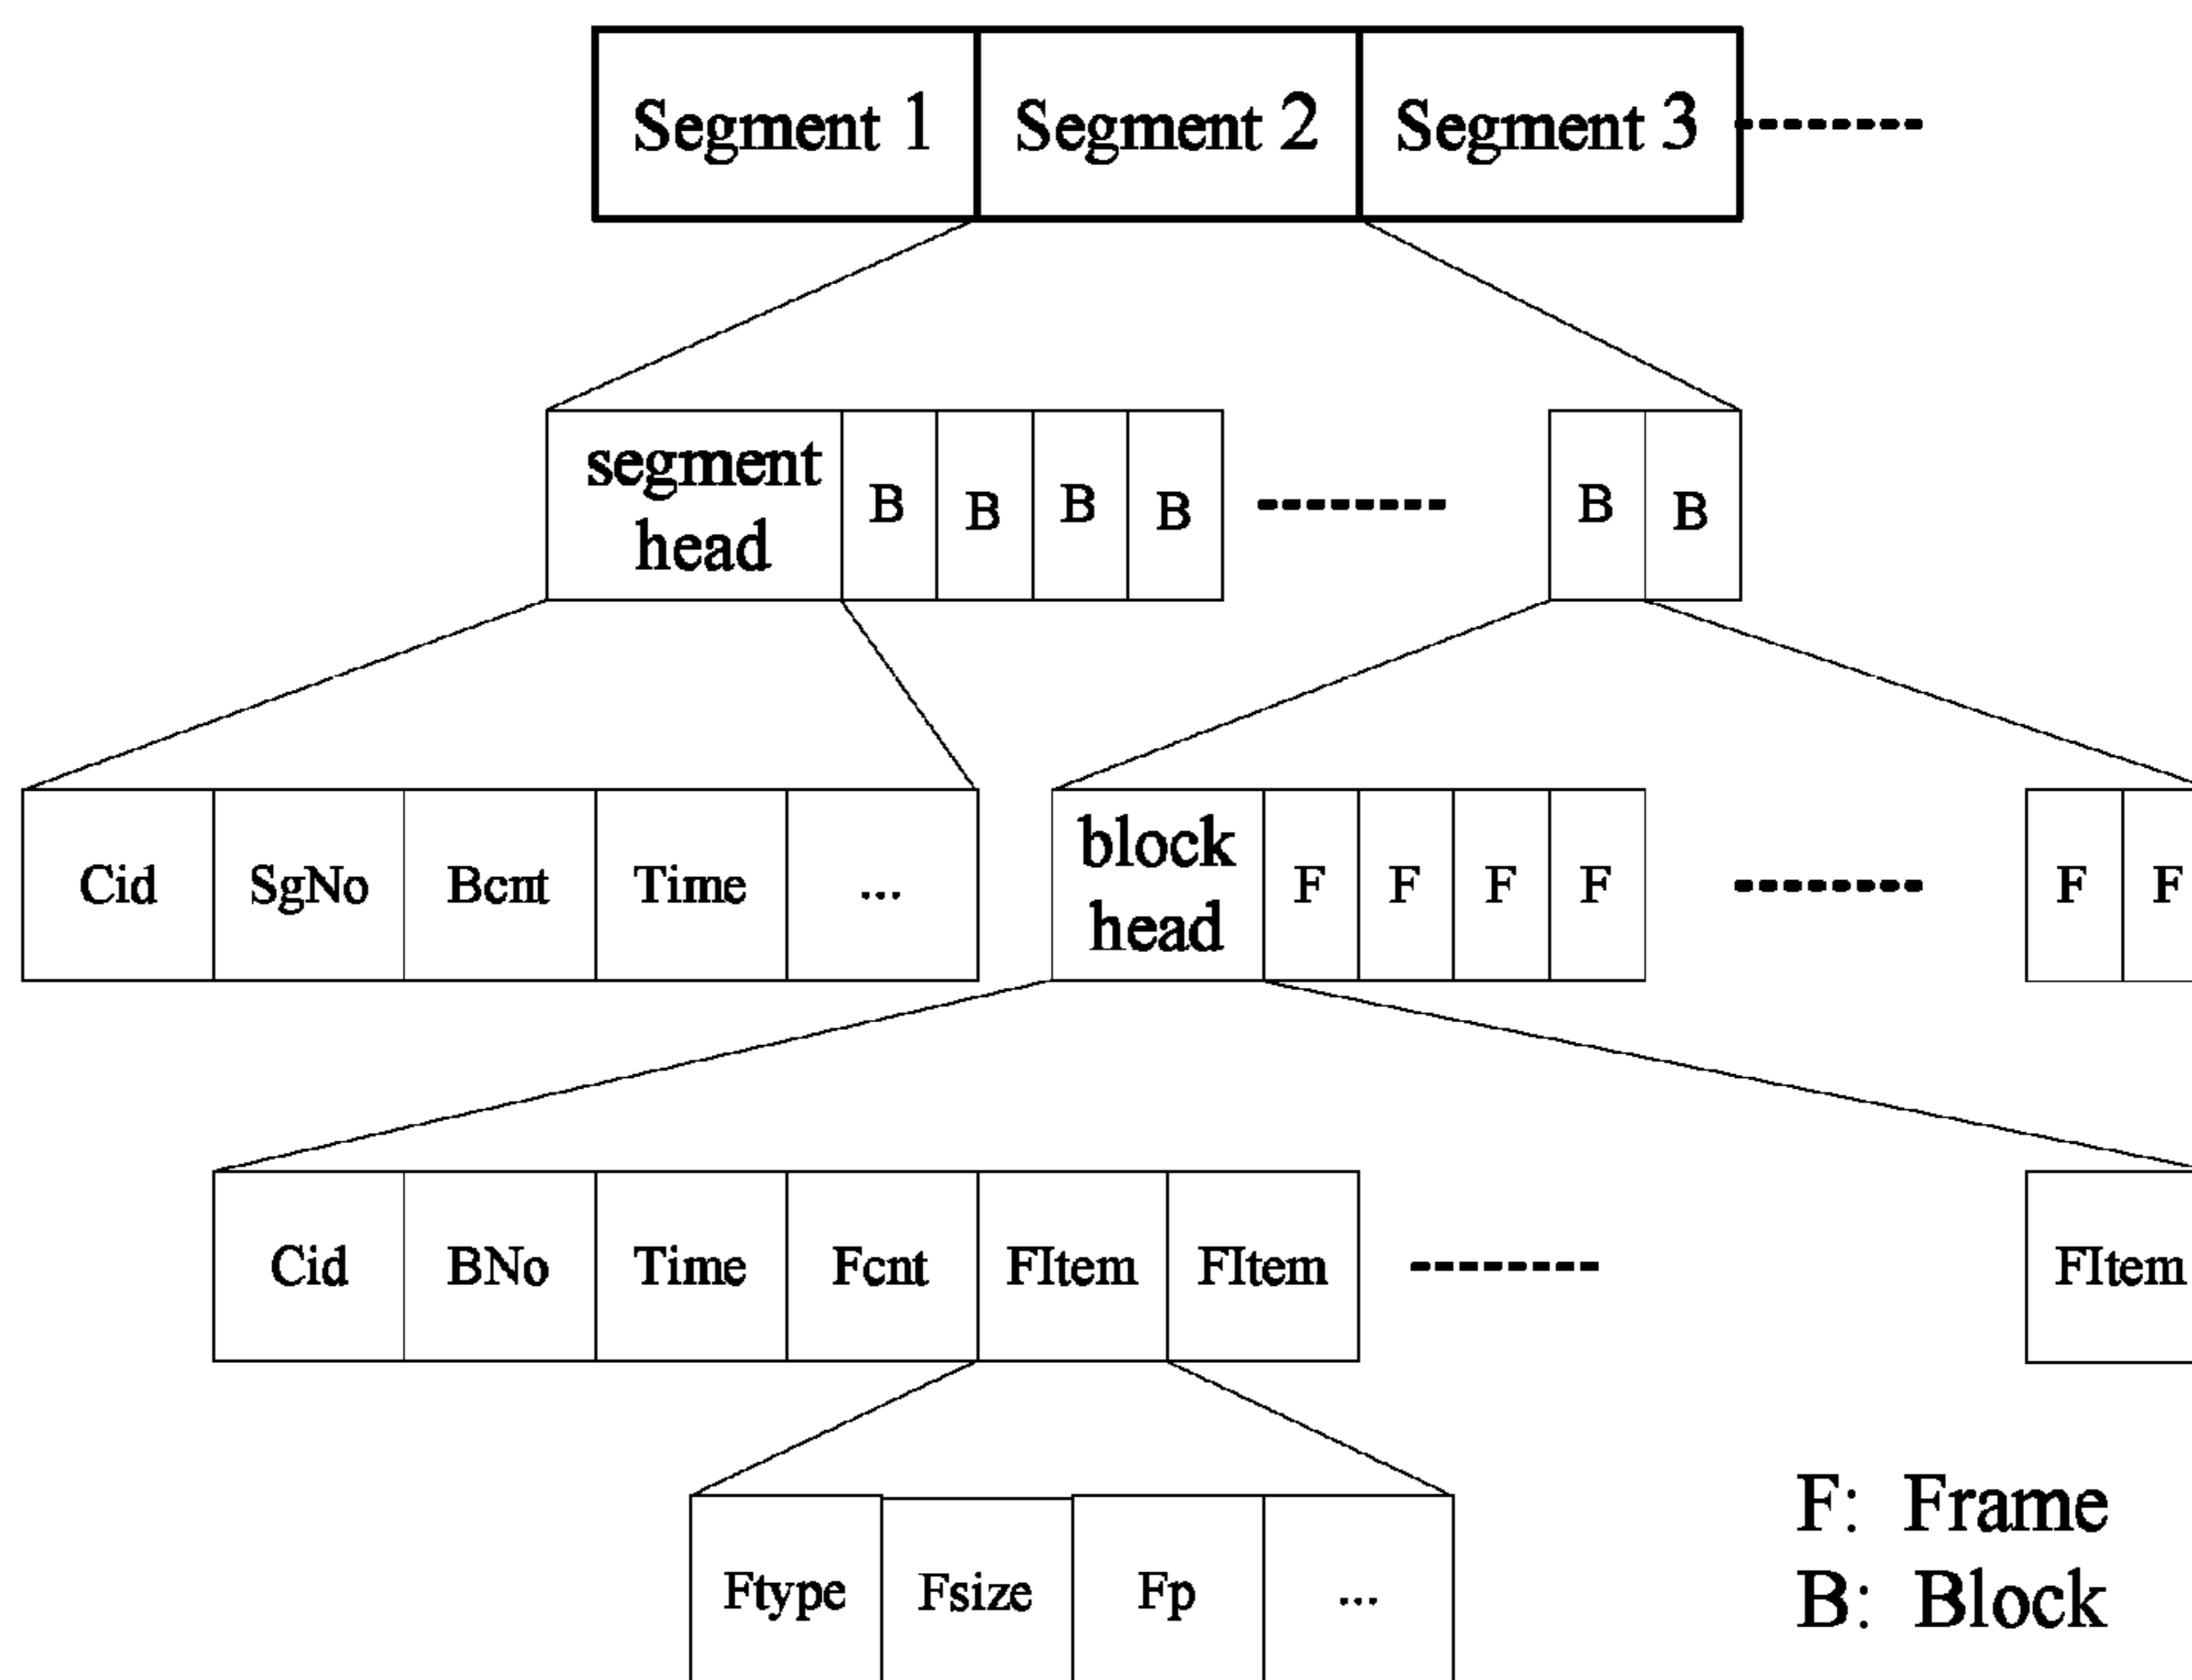 Segment 1 Segment 2 Segment 3
segment head B B B B B B
Cid SgNo Bcnt Time ... block head F F F F F F
Cid BNo Time Fcnt FItem FItem FItem
Ftype Fsize Fp ...
F: Frame
B: Block